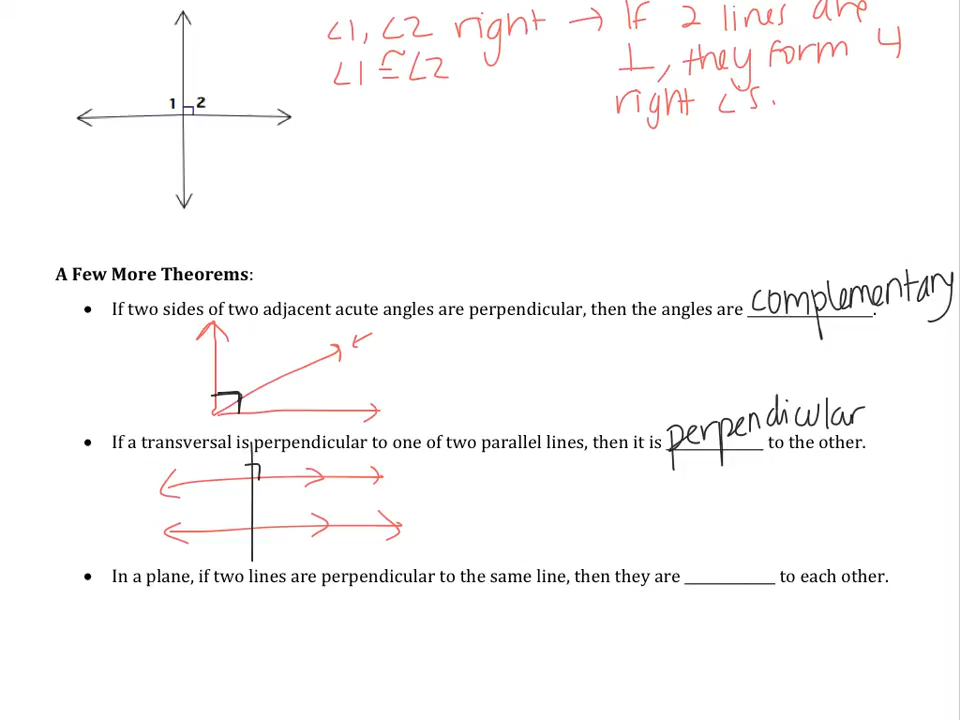 ∠1, ∠2 right → If 2 lines are
∠1 ≅ ∠2 ⊥, they form 4
right ∠s.
1 2
A Few More Theorems:
• If two sides of two adjacent acute angles are perpendicular, then the angles are complementary.
• If a transversal is perpendicular to one of two parallel lines, then it is perpendicular to the other.
• In a plane, if two lines are perpendicular to the same line, then they are ____________ to each other.